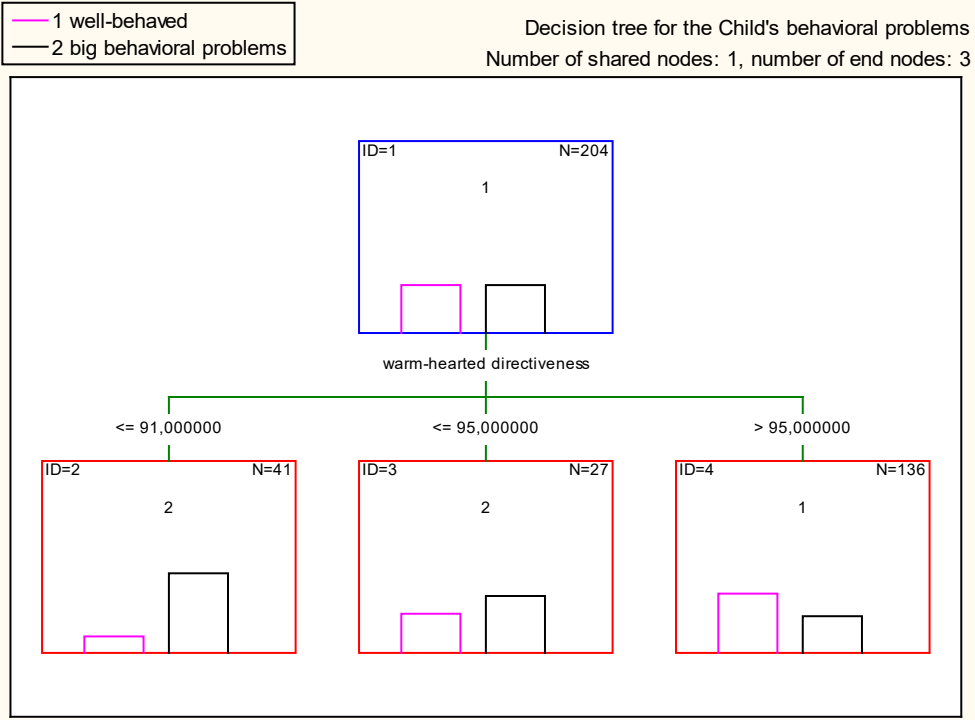 1 well-behaved
2 big behavioral problems
Decision tree for the Child's behavioral problems
Number of shared nodes: 1, number of end nodes: 3
ID=1 N=204
1
warm-hearted directiveness
<= 91,000000 <= 95,000000 > 95,000000
ID=2 N=41 ID=3 N=27 ID=4 N=136
2 2 1